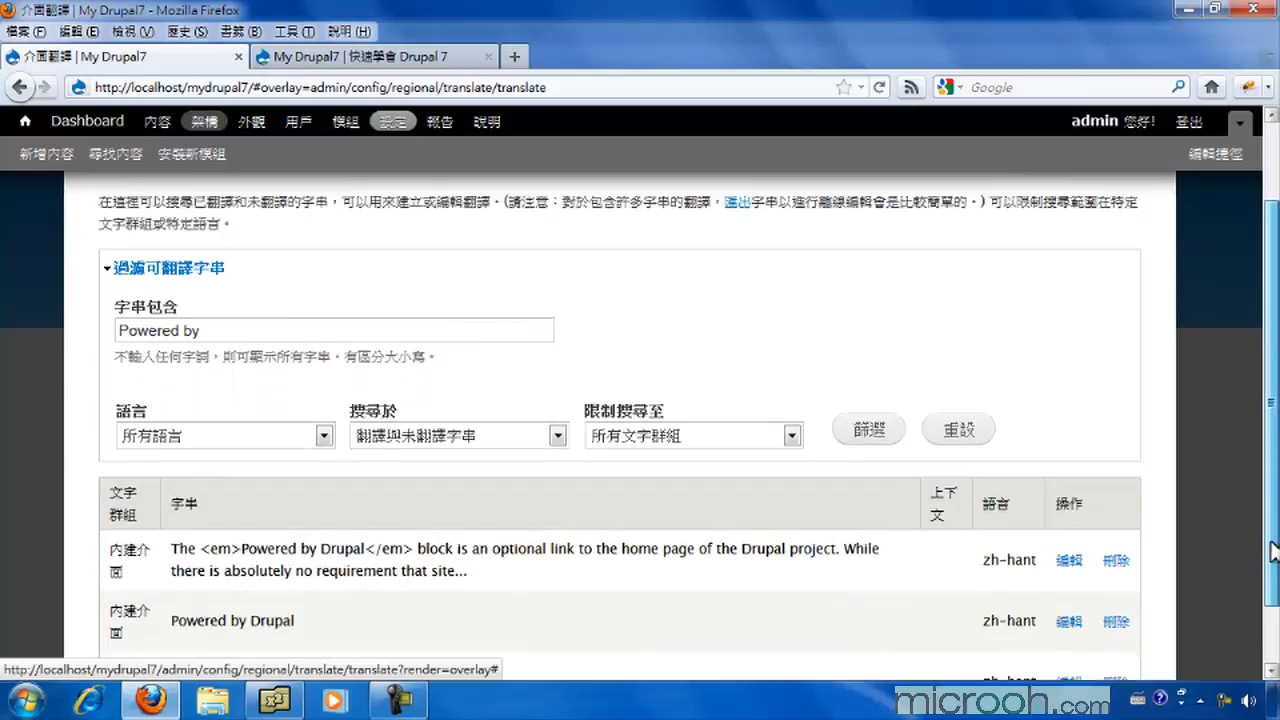 介面翻譯 | My Drupal7 - Mozilla Firefox
檔案 (F) 編輯 (E) 檢視 (V) 歷史 (S) 書籤 (B) 工具 (T) 說明 (H)
介面翻譯 | My Drupal7 × My Drupal7 | 快速學會 Drupal 7 × +
http://localhost/mydrupal7/#overlay=admin/config/regional/translate/translate Google
Dashboard 內容 架構 外觀 用戶 模組 設定 報告 說明 admin 您好! 登出
新增內容 尋找內容 安裝新模組 編輯捷徑
在這裡可以搜尋已翻譯和未翻譯的字串，可以用來建立或編輯翻譯。(請注意：對於包含許多字串的翻譯，匯出字串以進行離線編輯會是比較簡單的。) 可以限制搜尋範圍在特定
文字群組或特定語言。
過濾可翻譯字串
字串包含
Powered by
不輸入任何字詞，則可顯示所有字串。有區分大小寫。
語言 搜尋於 限制搜尋至
所有語言 翻譯與未翻譯字串 所有文字群組 篩選 重設
文字
群組 字串 上下
文 語言 操作
內建介
面 The <em>Powered by Drupal</em> block is an optional link to the home page of the Drupal project. While
there is absolutely no requirement that site... zh-hant 編輯 刪除
內建介
面 Powered by Drupal zh-hant 編輯 刪除
http://localhost/mydrupal7/admin/config/regional/translate/translate?render=overlay#
microoh.com